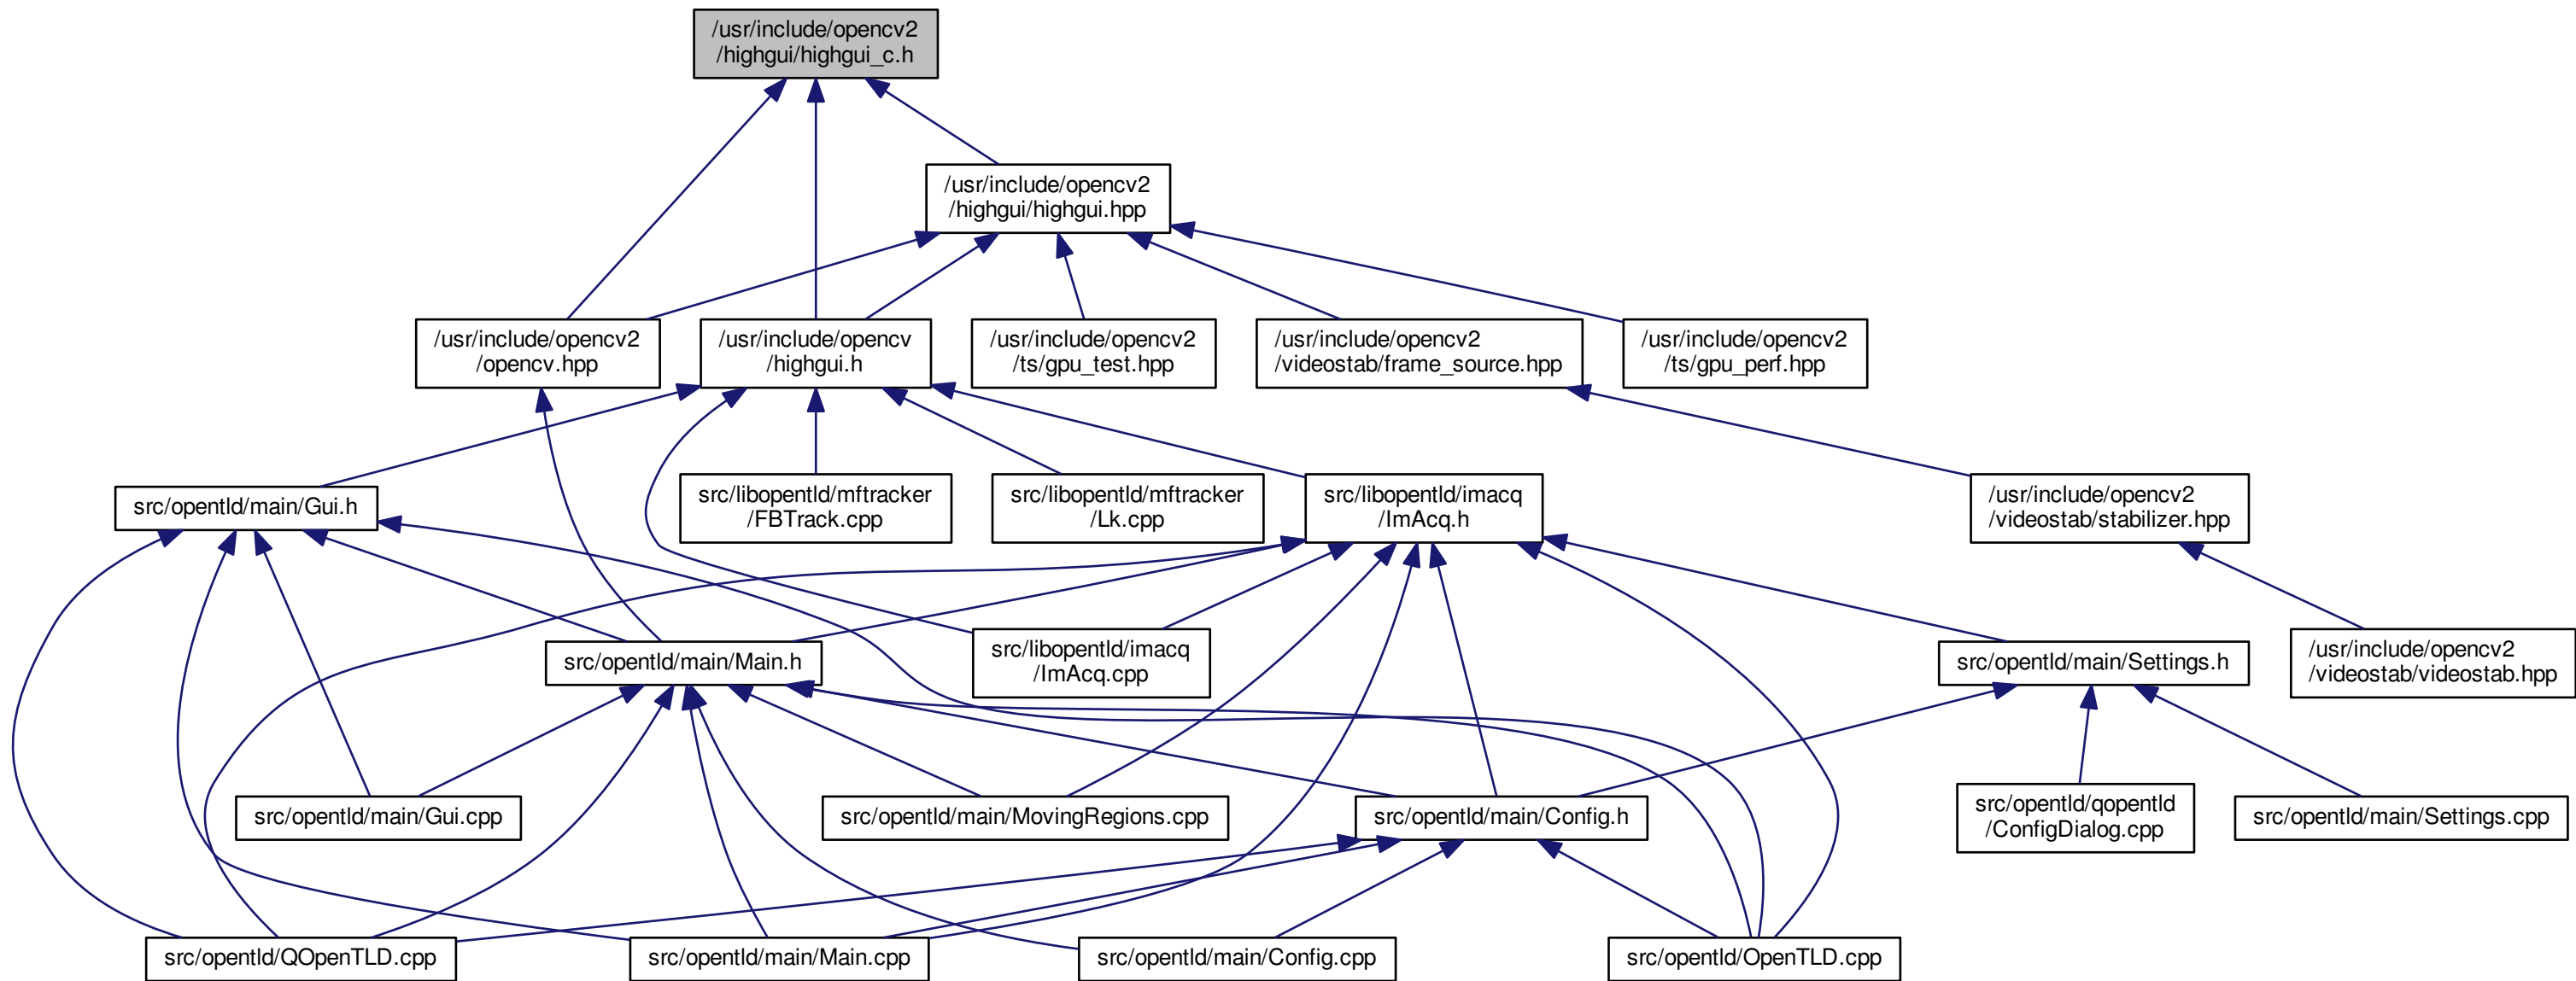 /usr/include/opencv2
/highgui/highgui_c.h
/usr/include/opencv2
/highgui/highgui.hpp
/usr/include/opencv2
/opencv.hpp
/usr/include/opencv
/highgui.h
/usr/include/opencv2
/ts/gpu_test.hpp
/usr/include/opencv2
/videostab/frame_source.hpp
/usr/include/opencv2
/ts/gpu_perf.hpp
src/opentld/main/Gui.h
src/libopentld/mftracker
/FBTrack.cpp
src/libopentld/mftracker
/Lk.cpp
src/libopentld/imacq
/ImAcq.h
/usr/include/opencv2
/videostab/stabilizer.hpp
src/opentld/main/Main.h
src/libopentld/imacq
/ImAcq.cpp
src/opentld/main/Settings.h
/usr/include/opencv2
/videostab/videostab.hpp
src/opentld/main/Gui.cpp
src/opentld/main/MovingRegions.cpp
src/opentld/main/Config.h
src/opentld/qopentld
/ConfigDialog.cpp
src/opentld/main/Settings.cpp
src/opentld/QOpenTLD.cpp
src/opentld/main/Main.cpp
src/opentld/main/Config.cpp
src/opentld/OpenTLD.cpp